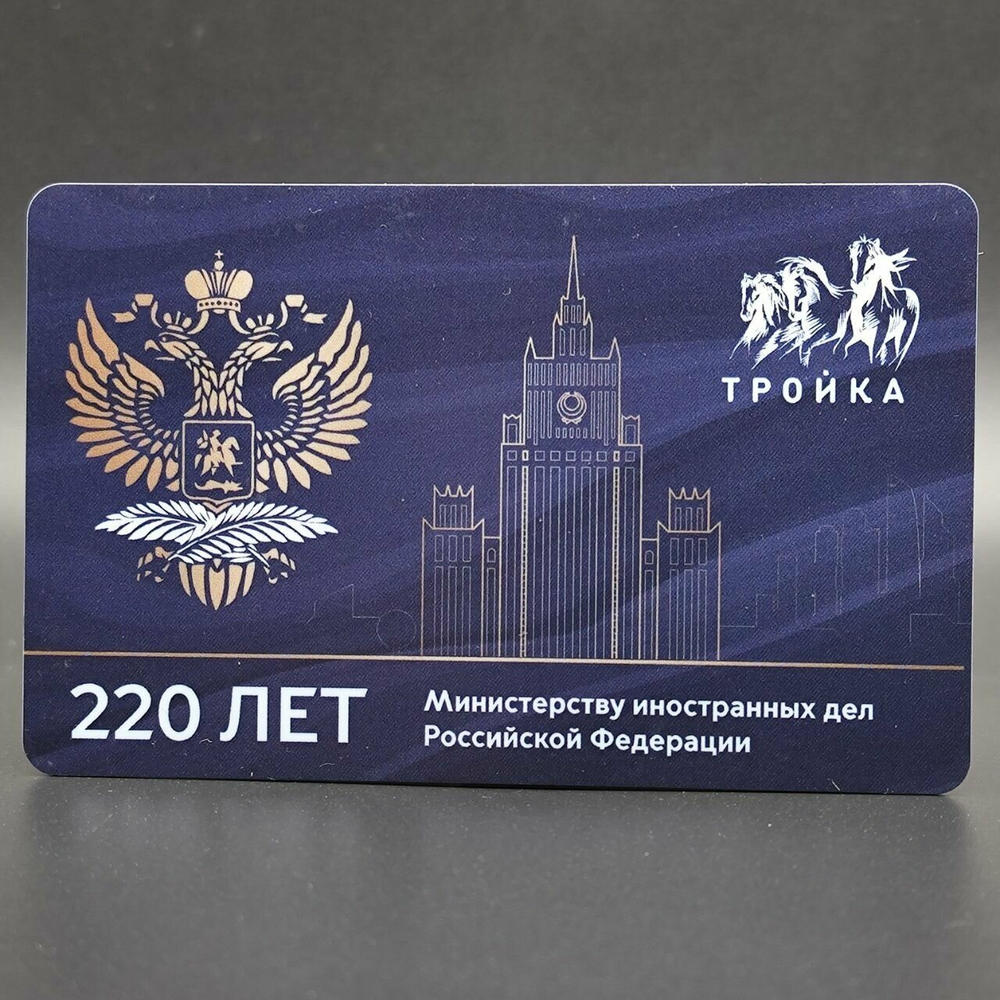 ТРОЙКА
220 ЛЕТ
Министерству иностранных дел
Российской Федерации